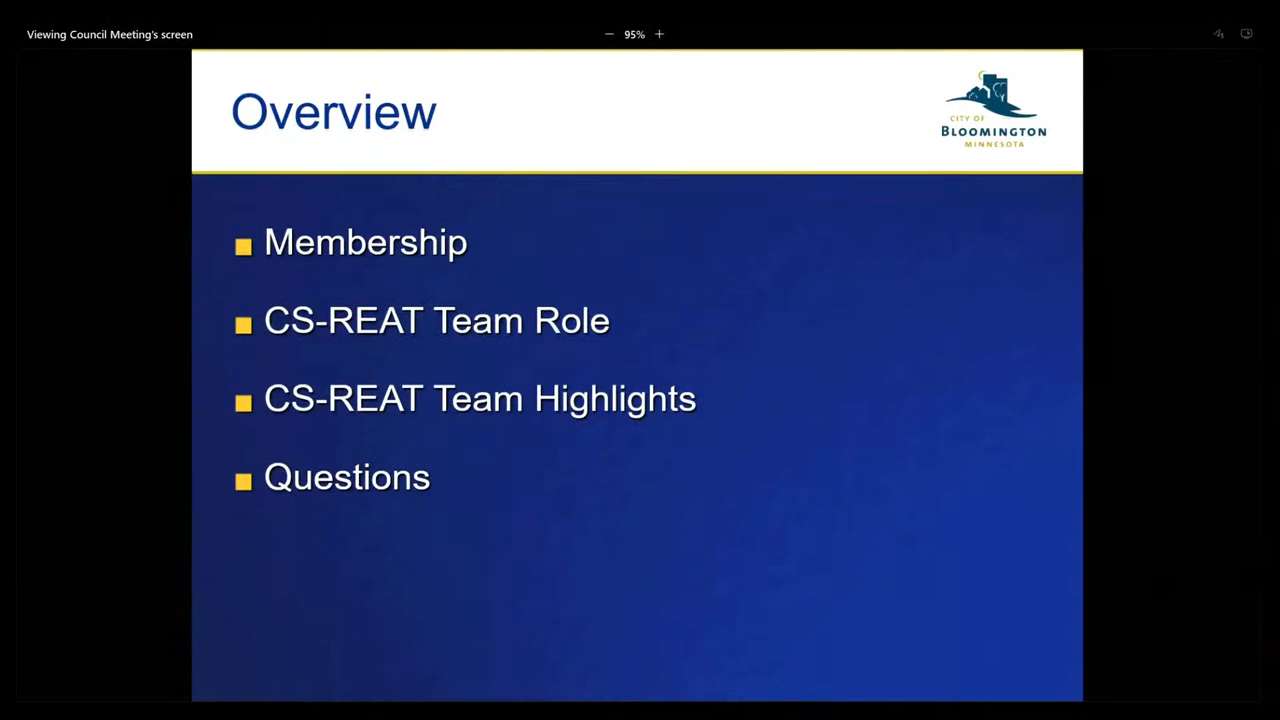 Viewing Council Meeting's screen
95%
Overview
CITY OF
BLOOMINGTON
MINNESOTA
Membership
CS-REAT Team Role
CS-REAT Team Highlights
Questions